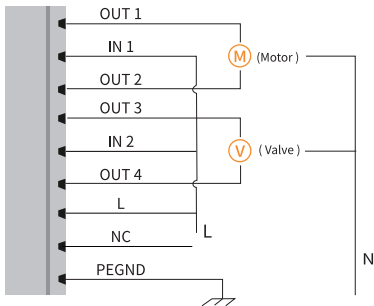 OUT 1
IN 1
M (Motor)
OUT 2
OUT 3
IN 2
V (Valve)
OUT 4
L
L
NC
N
PEGND